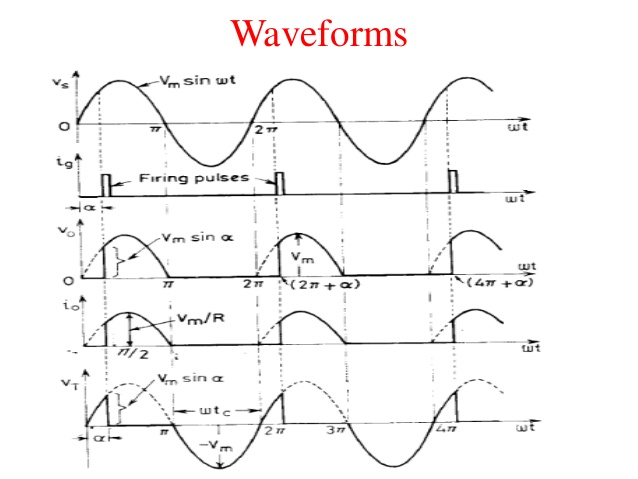 Waveforms
vs
Vm sin ωt
O
π
2π
ωt
ig
Firing pulses
ωt
α
vo
Vm sin α
Vm
O
π
2π
(2π + α)
(4π + α)
ωt
io
Vm/R
π/2
ωt
vT
Vm sin α
ωtc
α
π
-Vm
2π
3π
4π
ωt